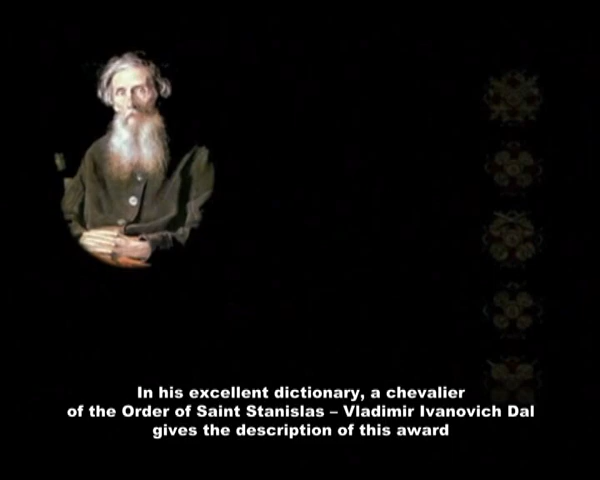 In his excellent dictionary, a chevalier
of the Order of Saint Stanislas – Vladimir Ivanovich Dal
gives the description of this award